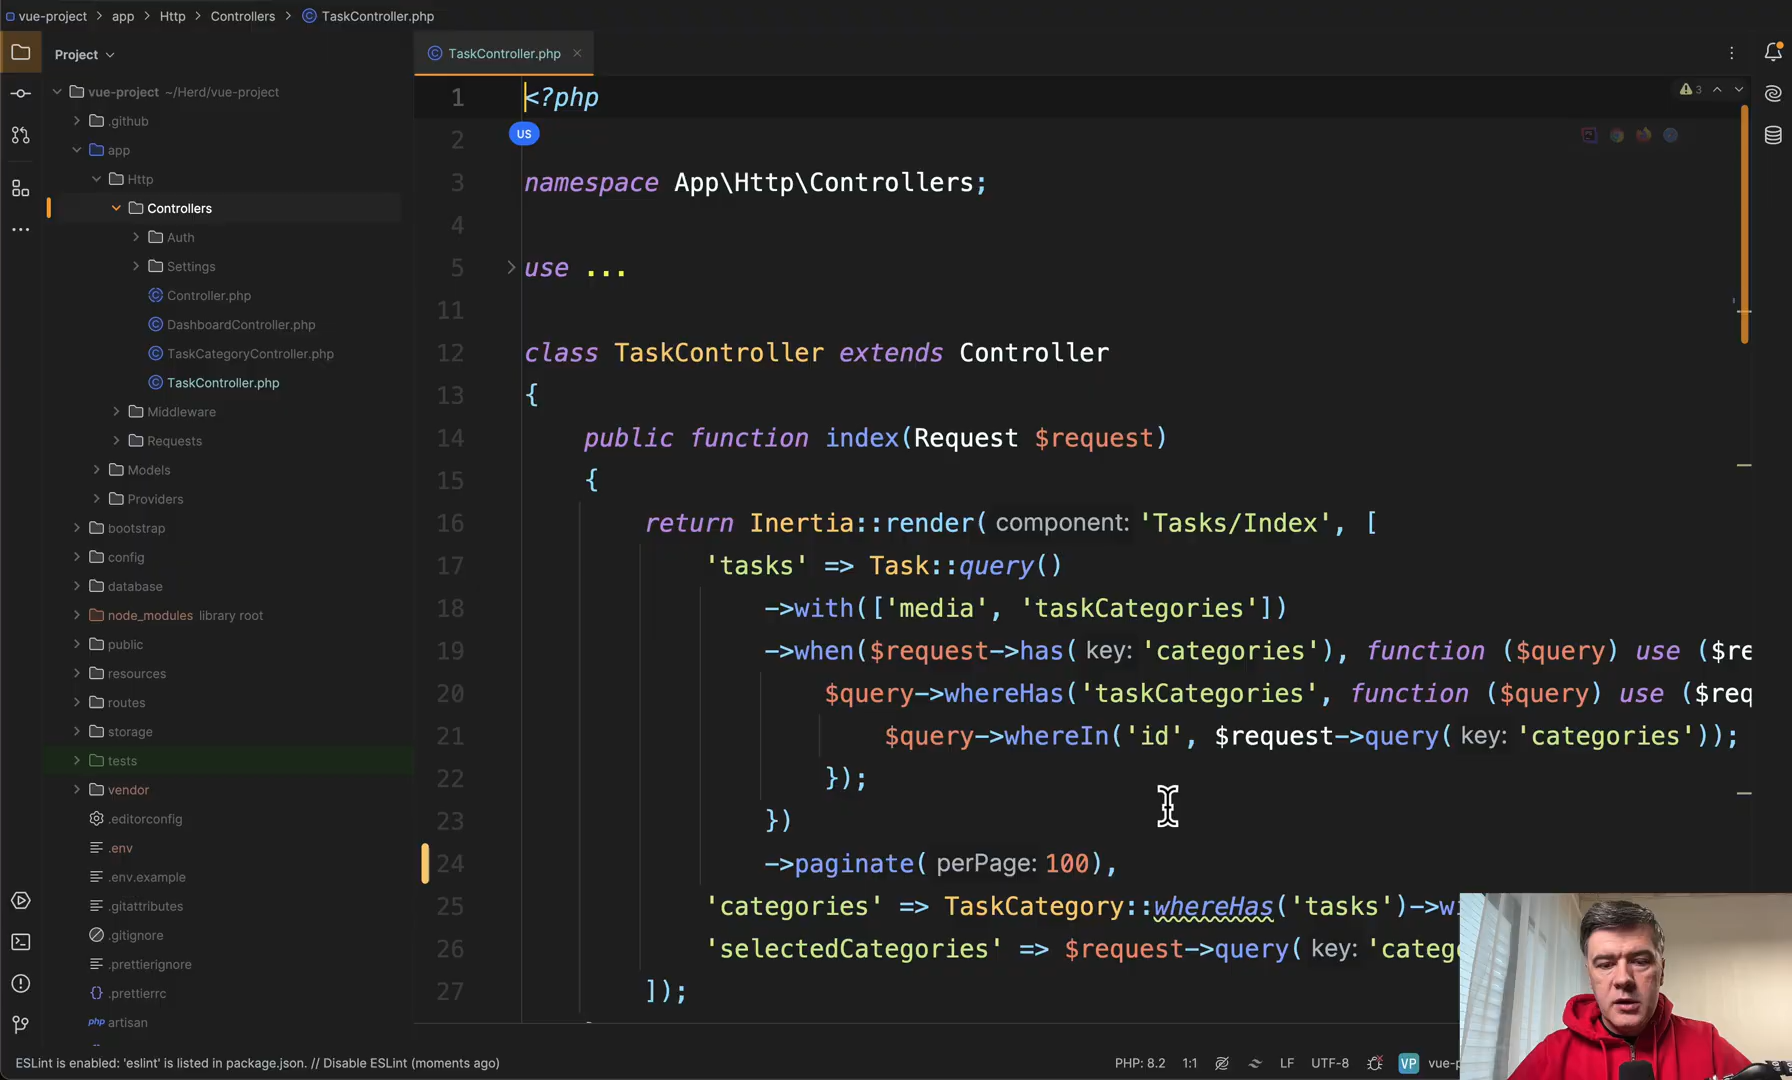 vue-project > app > Http > Controllers > TaskController.php
Project
TaskController.php
vue-project ~/Herd/vue-project
.github
app
Http
Controllers
Auth
Settings
Controller.php
DashboardController.php
TaskCategoryController.php
TaskController.php
Middleware
Requests
Models
Providers
bootstrap
config
database
node_modules library root
public
resources
routes
storage
tests
vendor
.editorconfig
.env
.env.example
.gitattributes
.gitignore
.prettierignore
.prettierrc
php artisan
3
1 <?php
US
2
3 namespace App\Http\Controllers;
4
5 use ...
11
12 class TaskController extends Controller
13 {
14 public function index(Request $request)
15 {
16 return Inertia::render( component: 'Tasks/Index', [
17 'tasks' => Task::query()
18 ->with(['media', 'taskCategories'])
19 ->when($request->has( key: 'categories'), function ($query) use ($re
20 $query->whereHas('taskCategories', function ($query) use ($req
21 $query->whereIn('id', $request->query( key: 'categories'));
22 });
23 })
24 ->paginate( perPage: 100),
25 'categories' => TaskCategory::whereHas('tasks')->wi
26 'selectedCategories' => $request->query( key: 'categ
27 ]);
ESLint is enabled: 'eslint' is listed in package.json. // Disable ESLint (moments ago)
PHP: 8.2 1:1 LF UTF-8 VP vue-p